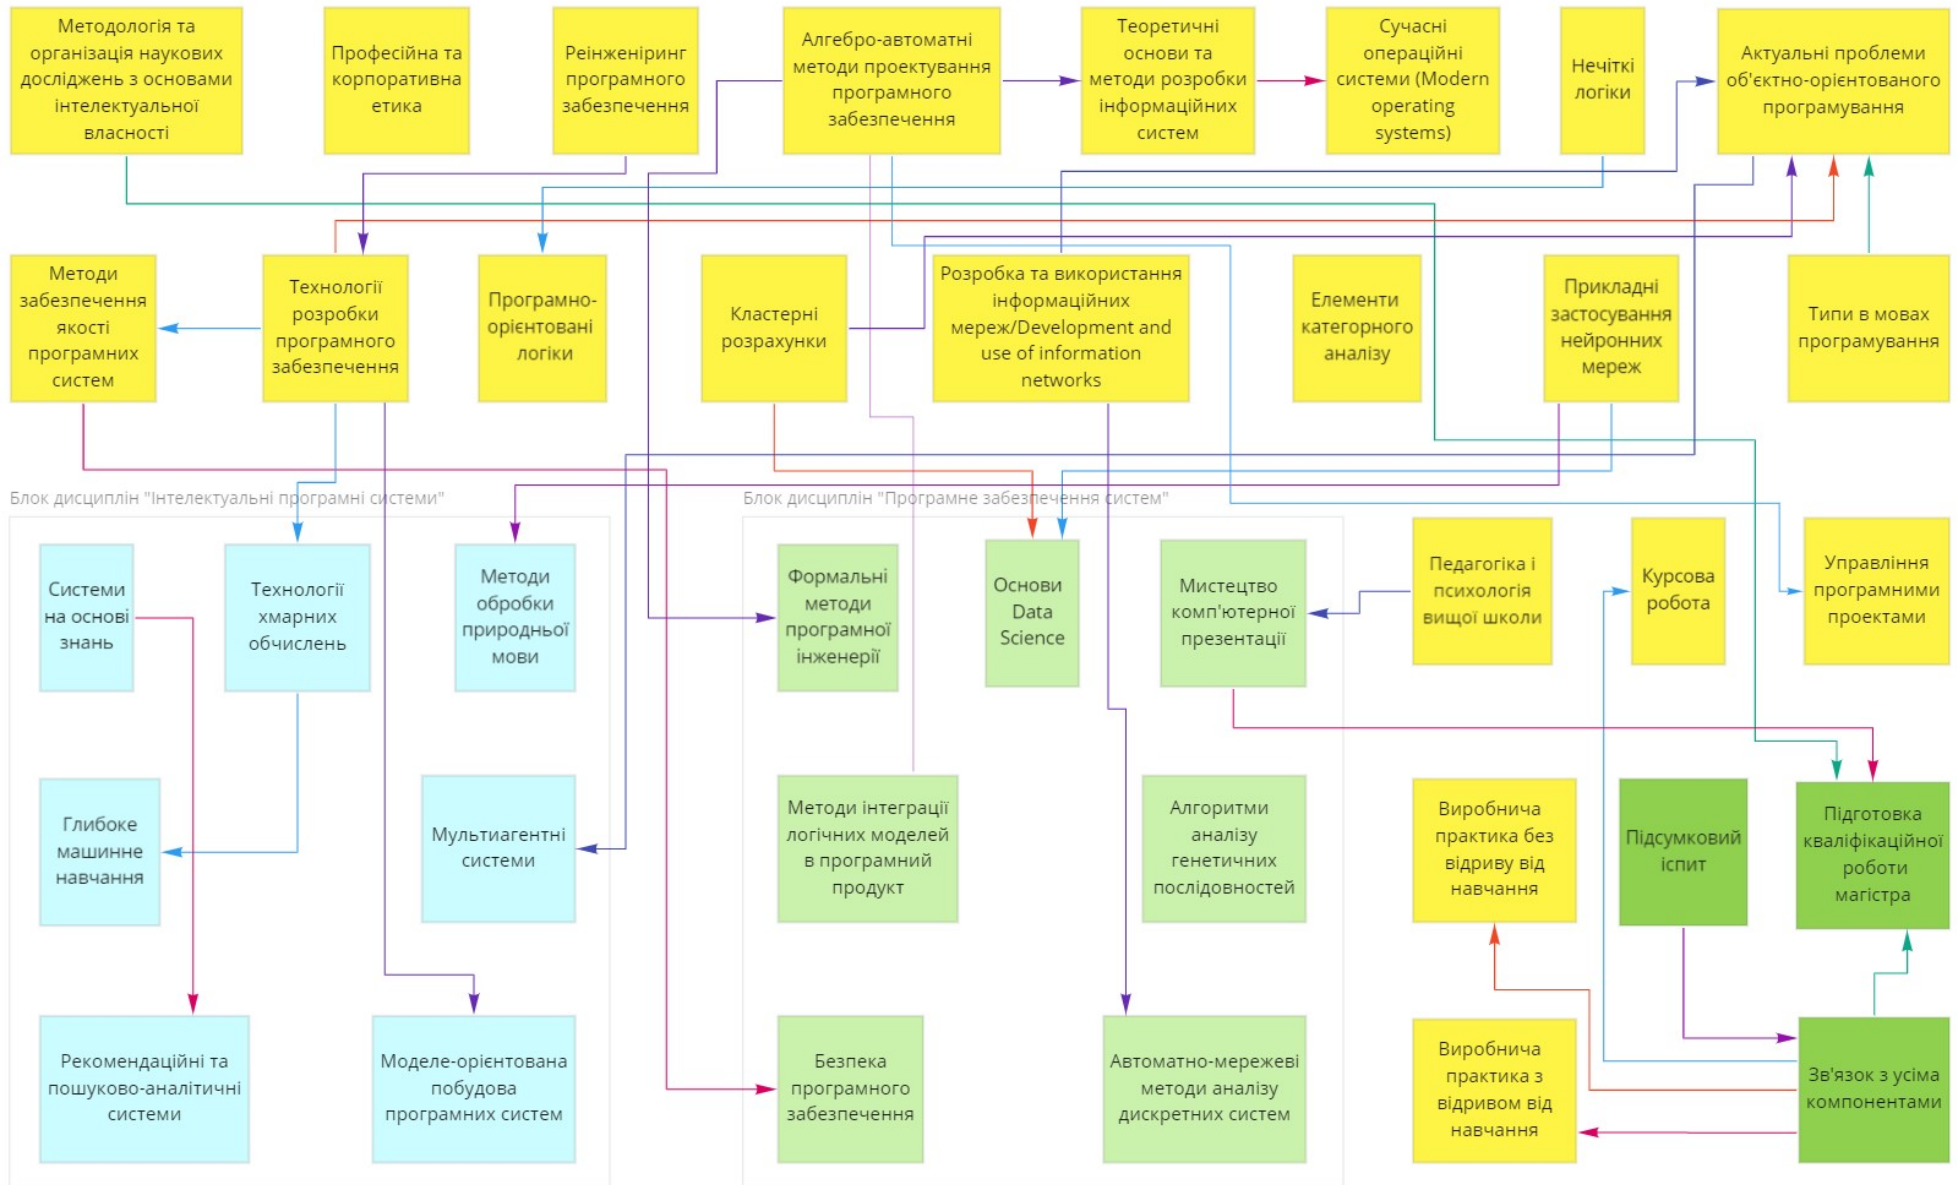 Методологія та
організація наукових
досліджень з основами
інтелектуальної
власності
Професійна та
корпоративна
етика
Реінженіринг
програмного
забезпечення
Алгебро-автоматні
методи проектування
програмного
забезпечення
Теоретичні
основи та
методи розробки
інформаційних
систем
Сучасні
операційні
системи (Modern
operating
systems)
Нечіткі
логіки
Актуальні проблеми
об'єктно-орієнтованого
програмування
Методи
забезпечення
якості
програмних
систем
Технології
розробки
програмного
забезпечення
Програмно-
орієнтовані
логіки
Кластерні
розрахунки
Розробка та використання
інформаційних
мереж/Development and
use of information
networks
Елементи
категорного
аналізу
Прикладні
застосування
нейронних
мереж
Типи в мовах
програмування
Блок дисциплін "Інтелектуальні програмні системи"
Блок дисциплін "Програмне забезпечення систем"
Системи
на основі
знань
Технології
хмарних
обчислень
Методи
обробки
природньої
мови
Формальні
методи
програмної
інженерії
Основи
Data
Science
Мистецтво
комп'ютерної
презентації
Педагогіка і
психологія
вищої школи
Курсова
робота
Управління
програмними
проектами
Глибоке
машинне
навчання
Мультиагентні
системи
Методи інтеграції
логічних моделей
в програмний
продукт
Алгоритми
аналізу
генетичних
послідовностей
Виробнича
практика без
відриву від
навчання
Підсумковий
іспит
Підготовка
кваліфікаційної
роботи
магістра
Рекомендаційні та
пошуково-аналітичні
системи
Моделе-орієнтована
побудова
програмних систем
Безпека
програмного
забезпечення
Автоматно-мережеві
методи аналізу
дискретних систем
Виробнича
практика з
відривом від
навчання
Зв'язок з усіма
компонентами